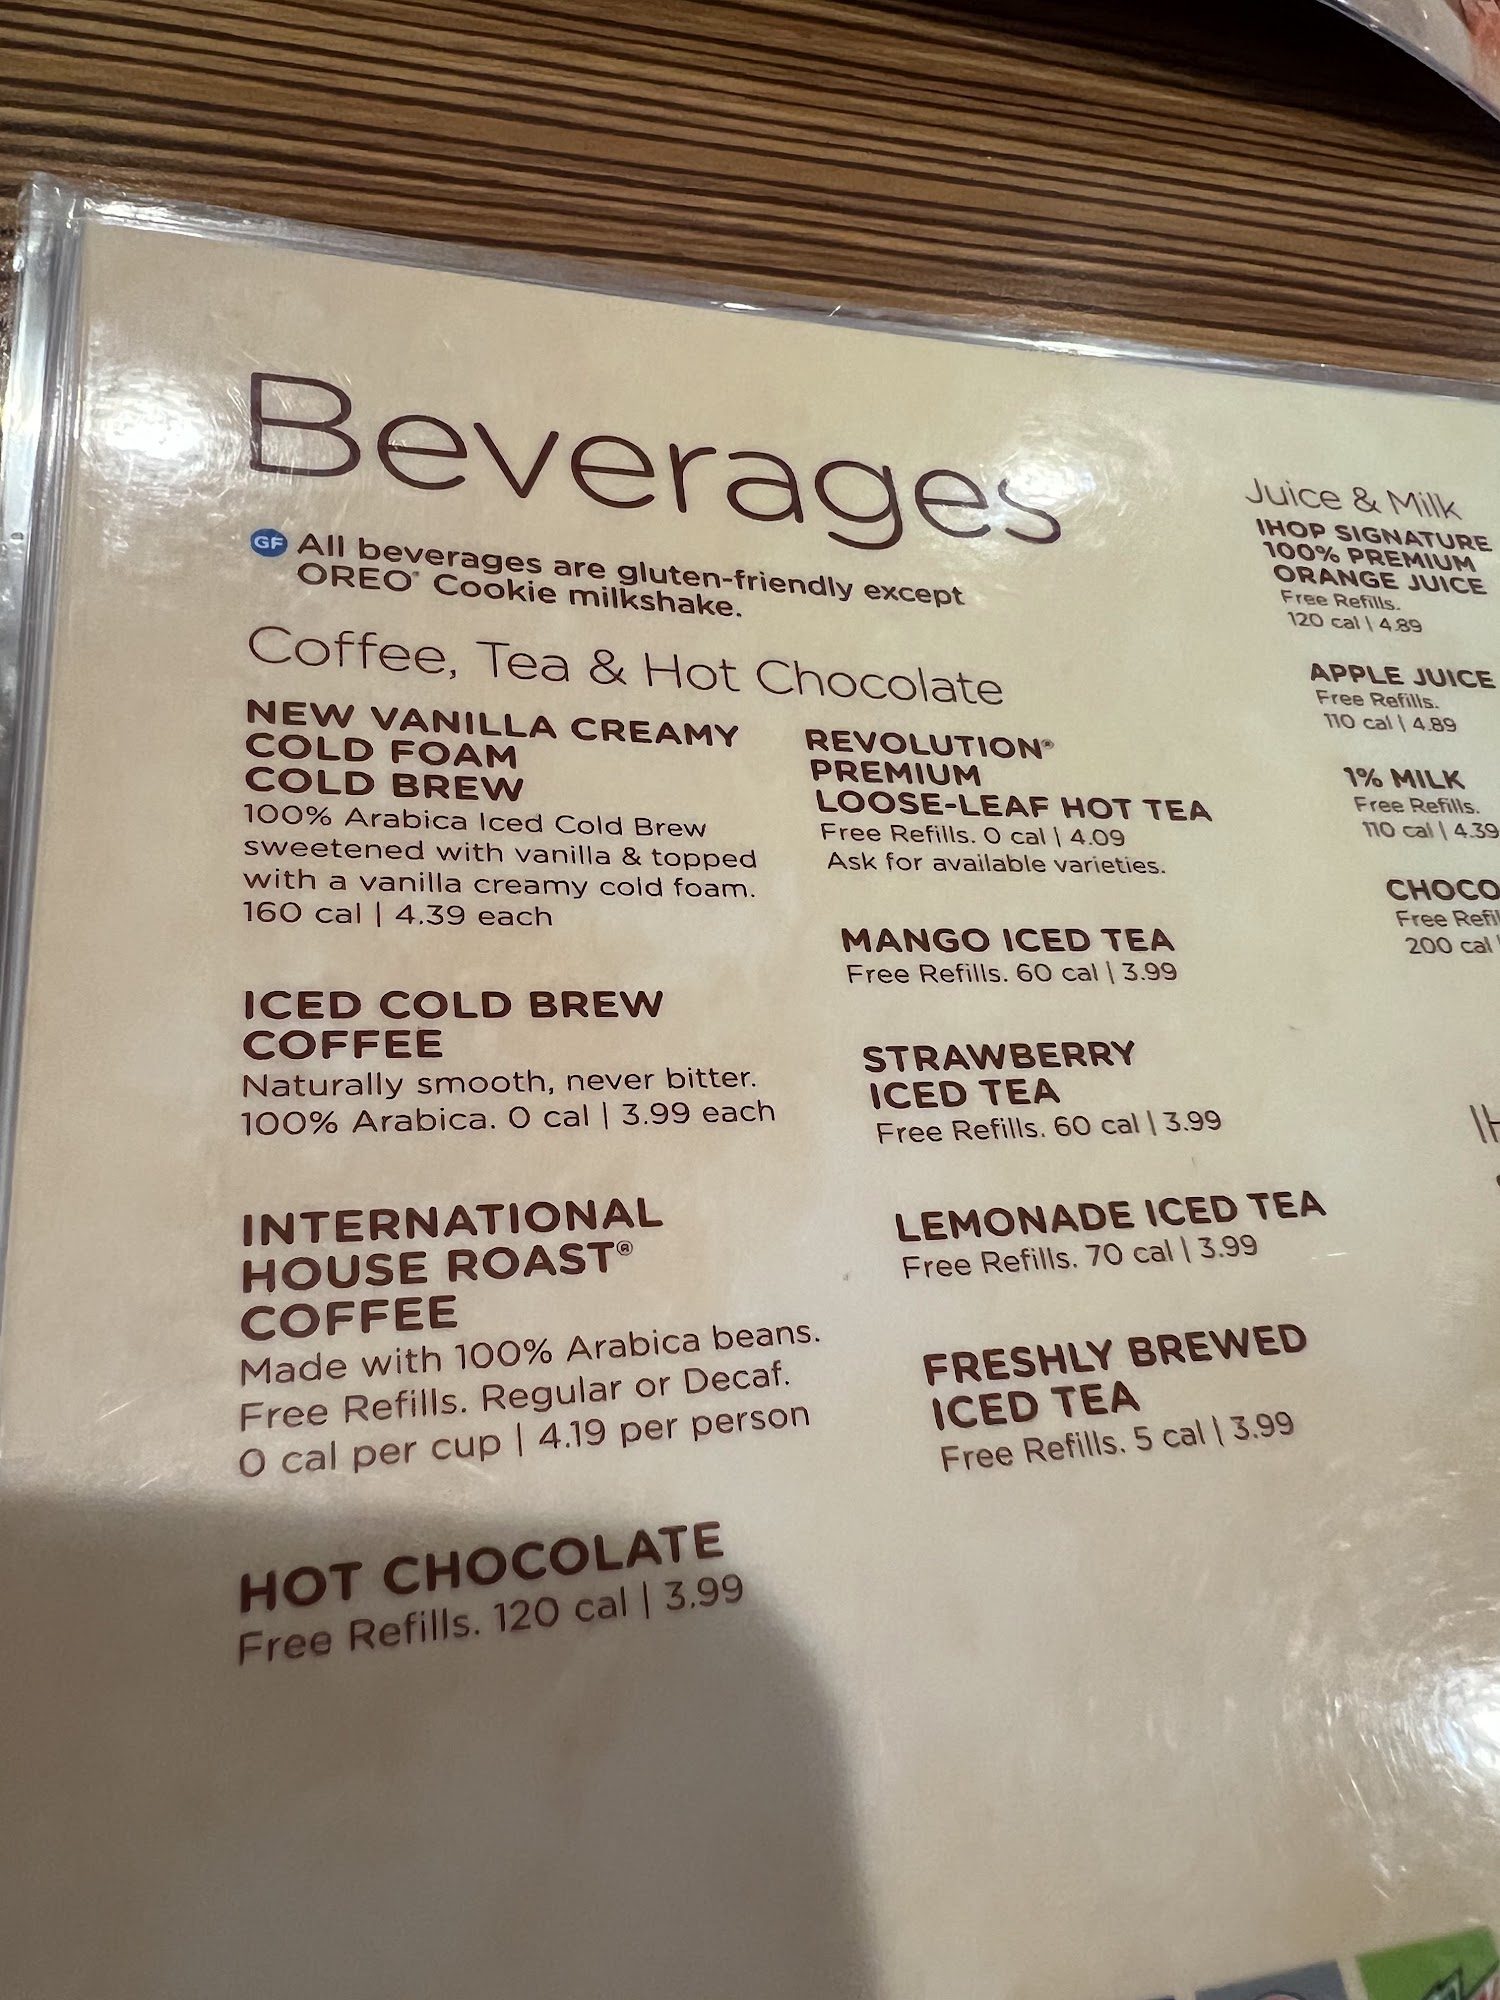 Beverages
GF All beverages are gluten-friendly except
OREO® Cookie milkshake.
Coffee, Tea & Hot Chocolate
NEW VANILLA CREAMY
COLD FOAM
COLD BREW
100% Arabica Iced Cold Brew
sweetened with vanilla & topped
with a vanilla creamy cold foam.
160 cal | 4.39 each
ICED COLD BREW
COFFEE
Naturally smooth, never bitter.
100% Arabica. 0 cal | 3.99 each
INTERNATIONAL
HOUSE ROAST®
COFFEE
Made with 100% Arabica beans.
Free Refills. Regular or Decaf.
0 cal per cup | 4.19 per person
HOT CHOCOLATE
Free Refills. 120 cal | 3.99
REVOLUTION®
PREMIUM
LOOSE-LEAF HOT TEA
Free Refills. 0 cal | 4.09
Ask for available varieties.
MANGO ICED TEA
Free Refills. 60 cal | 3.99
STRAWBERRY
ICED TEA
Free Refills. 60 cal | 3.99
LEMONADE ICED TEA
Free Refills. 70 cal | 3.99
FRESHLY BREWED
ICED TEA
Free Refills. 5 cal | 3.99
Juice & Milk
IHOP SIGNATURE
100% PREMIUM
ORANGE JUICE
Free Refills.
120 cal | 4.89
APPLE JUICE
Free Refills.
110 cal | 4.89
1% MILK
Free Refills.
110 cal | 4.39
CHOCO
Free Refil
200 cal |
IH